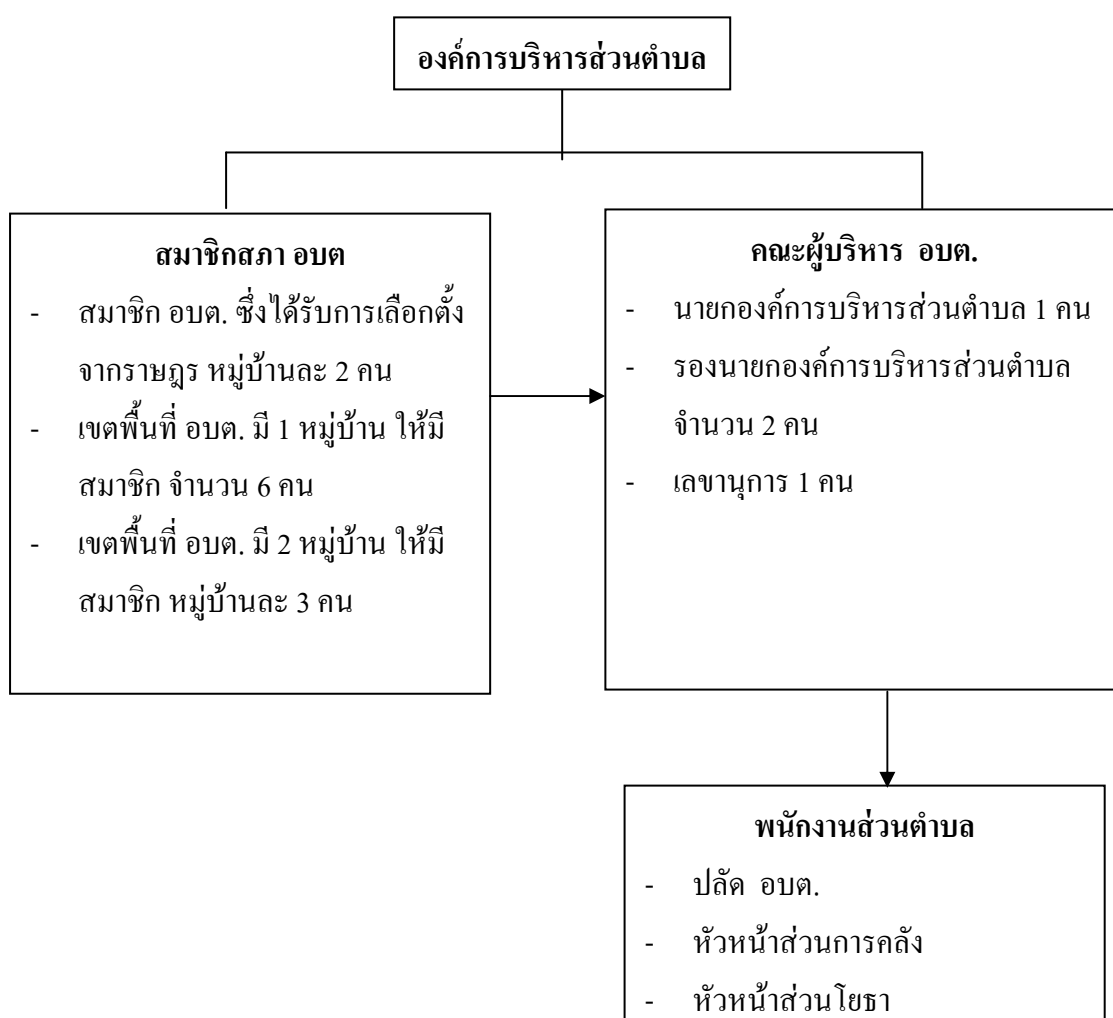 องค์การบริหารส่วนตำบล
สมาชิกสภา อบต
- สมาชิก อบต. ซึ่งได้รับการเลือกตั้ง
จากราษฎร หมู่บ้านละ 2 คน
- เขตพื้นที่ อบต. มี 1 หมู่บ้าน ให้มี
สมาชิก จำนวน 6 คน
- เขตพื้นที่ อบต. มี 2 หมู่บ้าน ให้มี
สมาชิก หมู่บ้านละ 3 คน
คณะผู้บริหาร อบต.
- นายกองค์การบริหารส่วนตำบล 1 คน
- รองนายกองค์การบริหารส่วนตำบล
จำนวน 2 คน
- เลขานุการ 1 คน
พนักงานส่วนตำบล
- ปลัด อบต.
- หัวหน้าส่วนการคลัง
- หัวหน้าส่วนโยธา